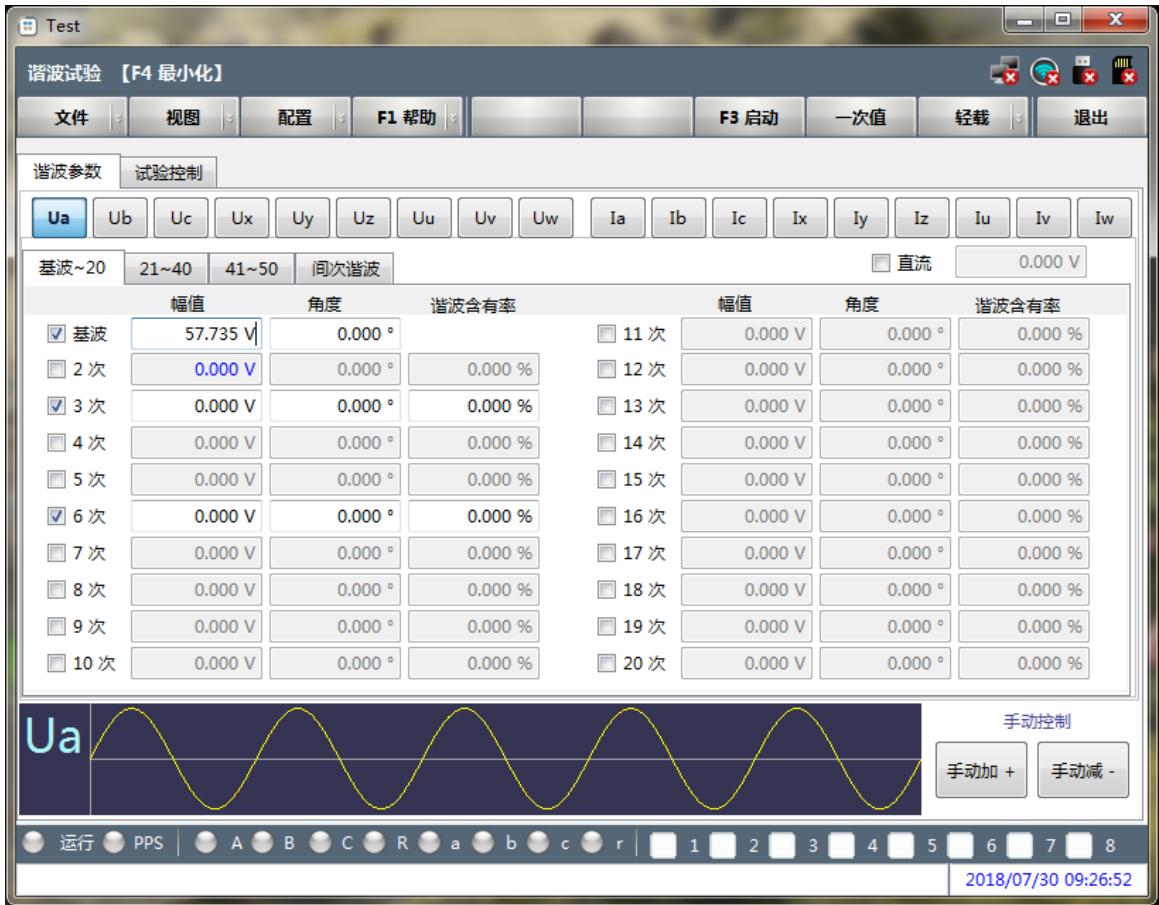 Test
谐波试验 【F4 最小化】
文件 视图 配置 F1 帮助 F3 启动 一次值 轻载 退出
谐波参数 试验控制
Ua Ub Uc Ux Uy Uz Uu Uv Uw Ia Ib Ic Ix Iy Iz Iu Iv Iw
基波~20 21~40 41~50 间次谐波 直流 0.000 V
幅值 角度 谐波含有率 幅值 角度 谐波含有率
基波 57.735 V 0.000 ° 11 次 0.000 V 0.000 ° 0.000 %
2 次 0.000 V 0.000 ° 0.000 % 12 次 0.000 V 0.000 ° 0.000 %
3 次 0.000 V 0.000 ° 0.000 % 13 次 0.000 V 0.000 ° 0.000 %
4 次 0.000 V 0.000 ° 0.000 % 14 次 0.000 V 0.000 ° 0.000 %
5 次 0.000 V 0.000 ° 0.000 % 15 次 0.000 V 0.000 ° 0.000 %
6 次 0.000 V 0.000 ° 0.000 % 16 次 0.000 V 0.000 ° 0.000 %
7 次 0.000 V 0.000 ° 0.000 % 17 次 0.000 V 0.000 ° 0.000 %
8 次 0.000 V 0.000 ° 0.000 % 18 次 0.000 V 0.000 ° 0.000 %
9 次 0.000 V 0.000 ° 0.000 % 19 次 0.000 V 0.000 ° 0.000 %
10 次 0.000 V 0.000 ° 0.000 % 20 次 0.000 V 0.000 ° 0.000 %
Ua 手动控制
手动加 + 手动减 -
运行 PPS A B C R a b c r 1 2 3 4 5 6 7 8
2018/07/30 09:26:52